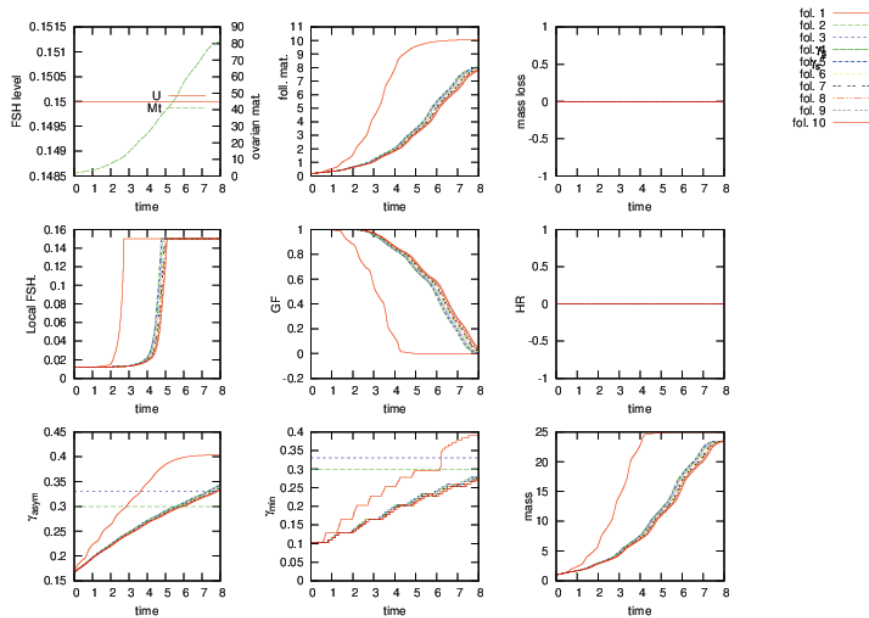 0.1515
0.151
0.1505
0.15
0.1495
0.149
0.1485
FSH level
U
Mt
90
80
70
60
50
40
30
20
10
0
ovarian mat.
0 1 2 3 4 5 6 7 8
time
11
10
9
8
7
6
5
4
3
2
1
0
foll. mat.
0 1 2 3 4 5 6 7 8
time
1
0.5
0
-0.5
-1
mass loss
0 1 2 3 4 5 6 7 8
time
fol. 1
fol. 2
fol. 3
fol. 4
fol. 5
fol. 6
fol. 7
fol. 8
fol. 9
fol. 10
0.16
0.14
0.12
0.1
0.08
0.06
0.04
0.02
0
Local FSH.
0 1 2 3 4 5 6 7 8
time
1
0.8
0.6
0.4
0.2
0
-0.2
GF
0 1 2 3 4 5 6 7 8
time
1
0.5
0
-0.5
-1
HR
0 1 2 3 4 5 6 7 8
time
0.45
0.4
0.35
0.3
0.25
0.2
0.15
γasym
0 1 2 3 4 5 6 7 8
time
0.4
0.35
0.3
0.25
0.2
0.15
0.1
0.05
0
γmin
0 1 2 3 4 5 6 7 8
time
25
20
15
10
5
0
mass
0 1 2 3 4 5 6 7 8
time